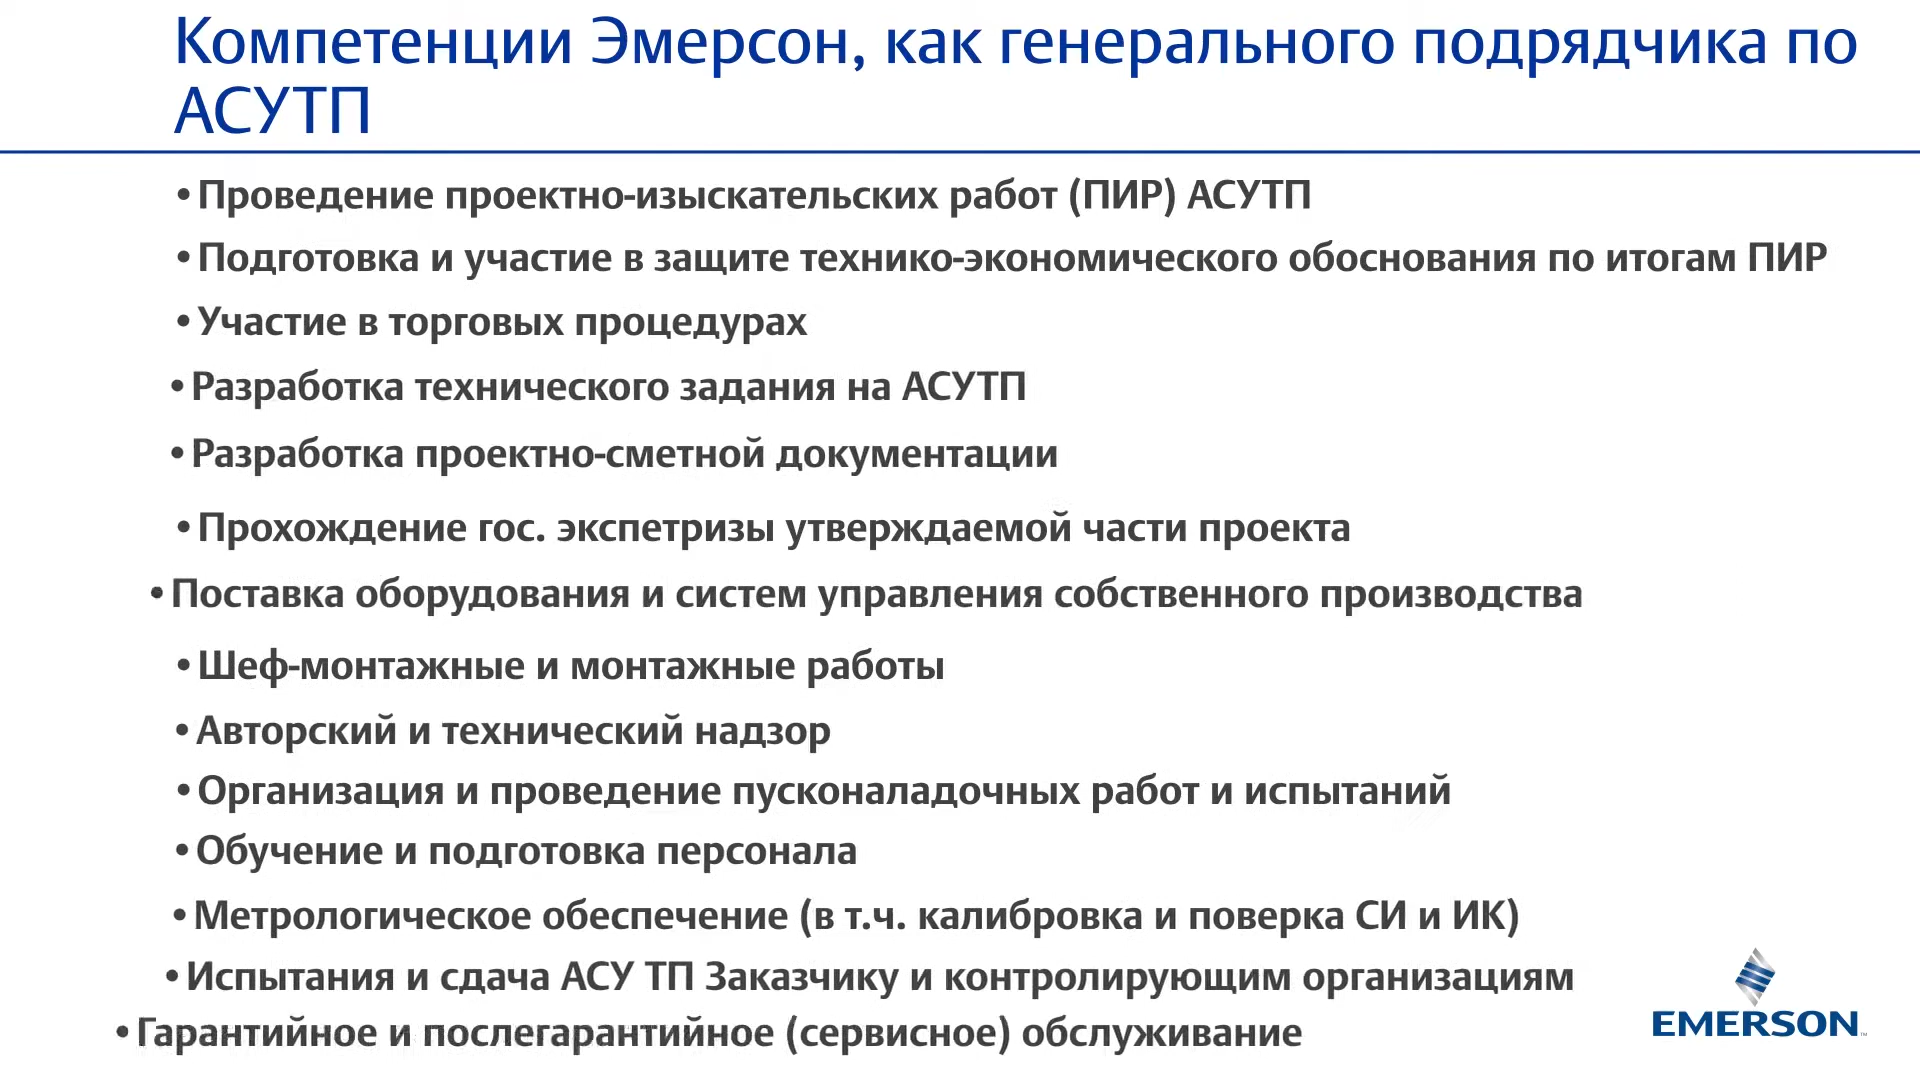 Компетенции Эмерсон, как генерального подрядчика по
АСУТП
• Проведение проектно-изыскательских работ (ПИР) АСУТП
• Подготовка и участие в защите технико-экономического обоснования по итогам ПИР
• Участие в торговых процедурах
• Разработка технического задания на АСУТП
• Разработка проектно-сметной документации
• Прохождение гос. экспетризы утверждаемой части проекта
• Поставка оборудования и систем управления собственного производства
• Шеф-монтажные и монтажные работы
• Авторский и технический надзор
• Организация и проведение пусконаладочных работ и испытаний
• Обучение и подготовка персонала
• Метрологическое обеспечение (в т.ч. калибровка и поверка СИ и ИК)
• Испытания и сдача АСУ ТП Заказчику и контролирующим организациям
• Гарантийное и послегарантийное (сервисное) обслуживание
EMERSON™